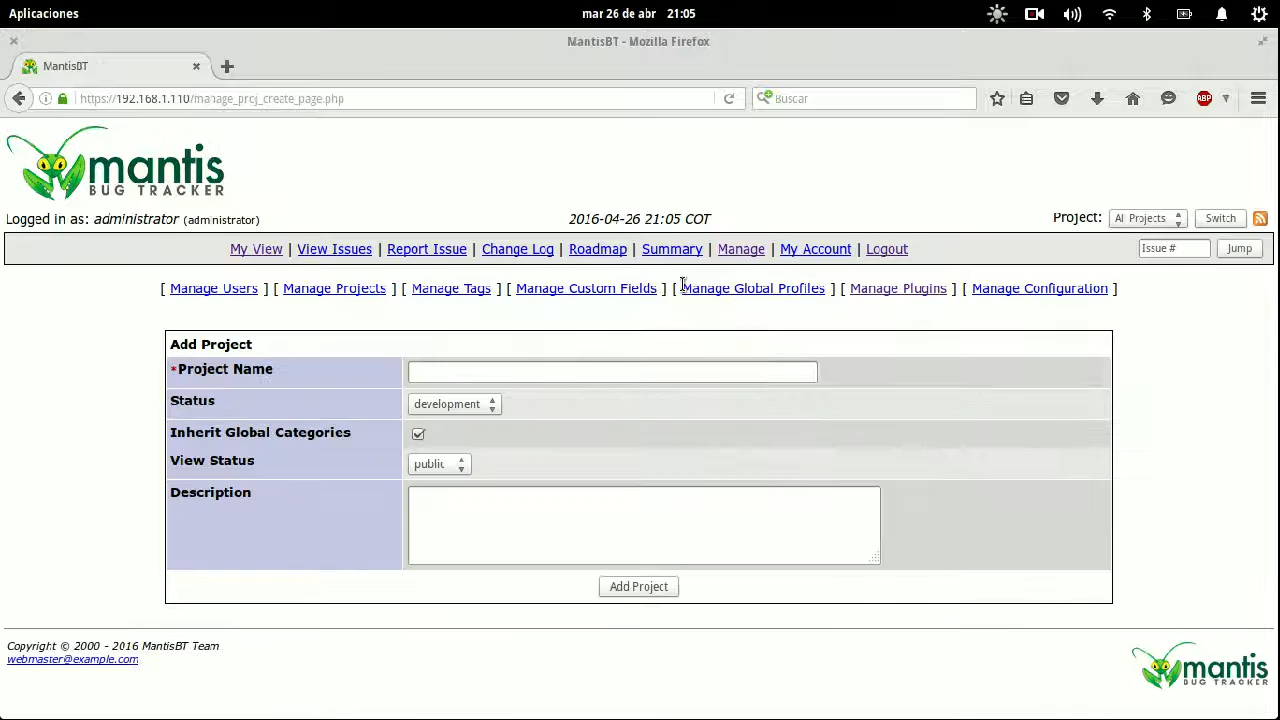 Aplicaciones mar 26 de abr 21:05
MantisBT - Mozilla Firefox
MantisBT
https://192.168.1.110/manage_proj_create_page.php Buscar ABP
mantis
BUG TRACKER
Logged in as: administrator (administrator) 2016-04-26 21:05 COT Project: All Projects Switch
My View | View Issues | Report Issue | Change Log | Roadmap | Summary | Manage | My Account | Logout Issue # Jump
[ Manage Users ] [ Manage Projects ] [ Manage Tags ] [ Manage Custom Fields ] [ Manage Global Profiles ] [ Manage Plugins ] [ Manage Configuration ]
Add Project
*Project Name
Status development
Inherit Global Categories
View Status public
Description
Add Project
Copyright © 2000 - 2016 MantisBT Team
webmaster@example.com
mantis
BUG TRACKER